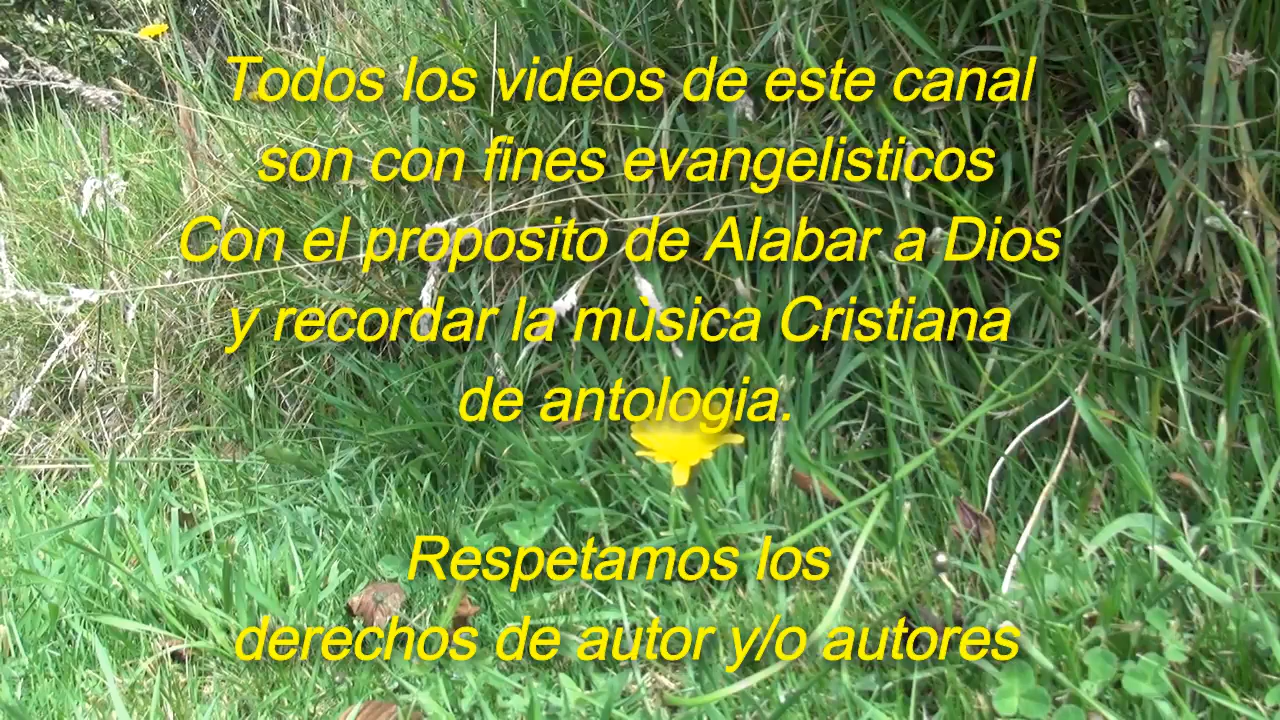 Todos los videos de este canal
son con fines evangelisticos
Con el proposito de Alabar a Dios
y recordar la mùsica Cristiana
de antologia.
Respetamos los
derechos de autor y/o autores